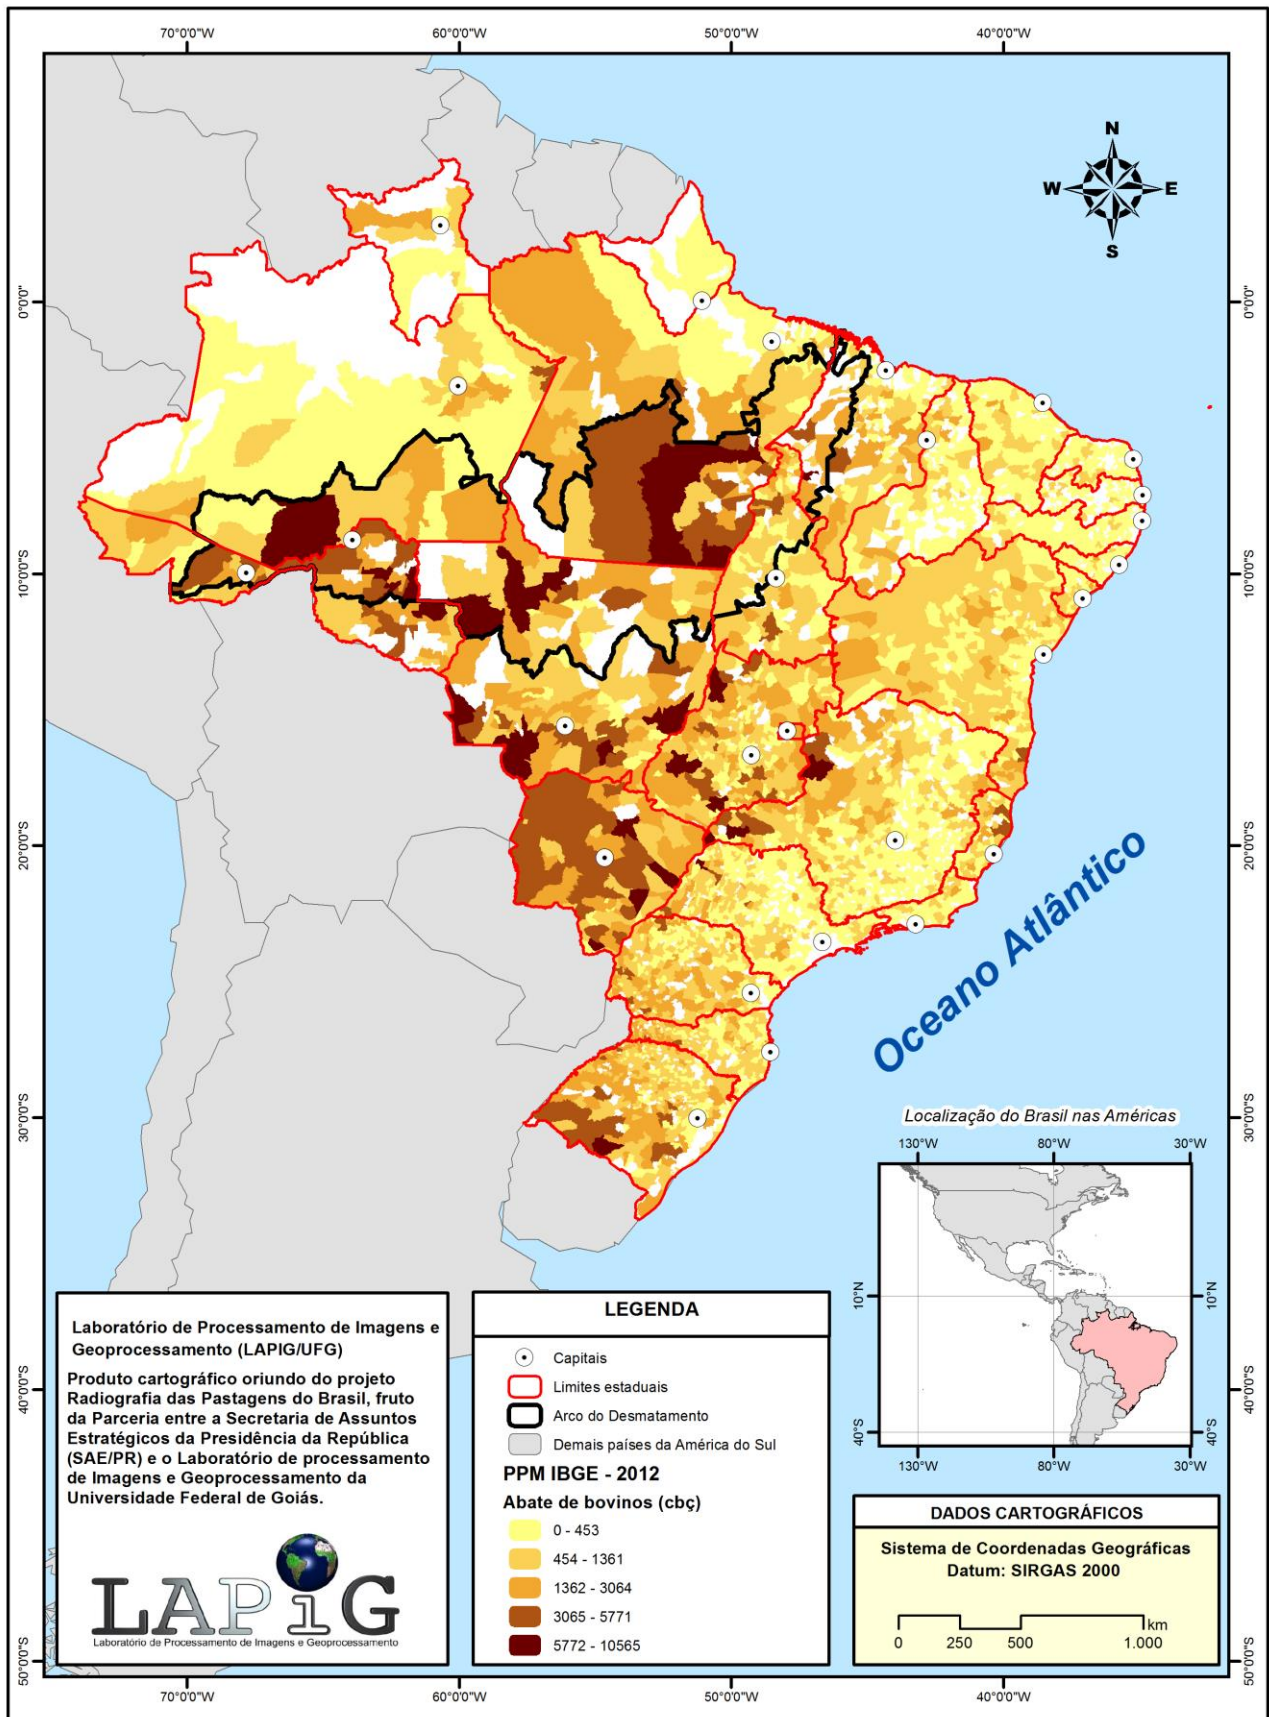 70°0'0"W
60°0'0"W
50°0'0"W
40°0'0"W
N
W
E
S
0°0'0"
0°0'0"
10°0'0"S
10°0'0"S
20°0'0"S
20°0'0"S
30°0'0"S
30°0'0"S
40°0'0"S
40°0'0"S
50°0'0"S
50°0'0"S
Oceano Atlântico
Localização do Brasil nas Américas
130°W
80°W
30°W
10°N
10°N
40°S
40°S
130°W
80°W
30°W
Laboratório de Processamento de Imagens e
Geoprocessamento (LAPIG/UFG)
Produto cartográfico oriundo do projeto
Radiografia das Pastagens do Brasil, fruto
da Parceria entre a Secretaria de Assuntos
Estratégicos da Presidência da República
(SAE/PR) e o Laboratório de processamento
de Imagens e Geoprocessamento da
Universidade Federal de Goiás.
LAPiG
Laboratório de Processamento de Imagens e Geoprocessamento
LEGENDA
Capitais
Limites estaduais
Arco do Desmatamento
Demais países da América do Sul
PPM IBGE - 2012
Abate de bovinos (cbç)
0 - 453
454 - 1361
1362 - 3064
3065 - 5771
5772 - 10565
DADOS CARTOGRÁFICOS
Sistema de Coordenadas Geográficas
Datum: SIRGAS 2000
km
0 250 500 1.000
70°0'0"W
60°0'0"W
50°0'0"W
40°0'0"W